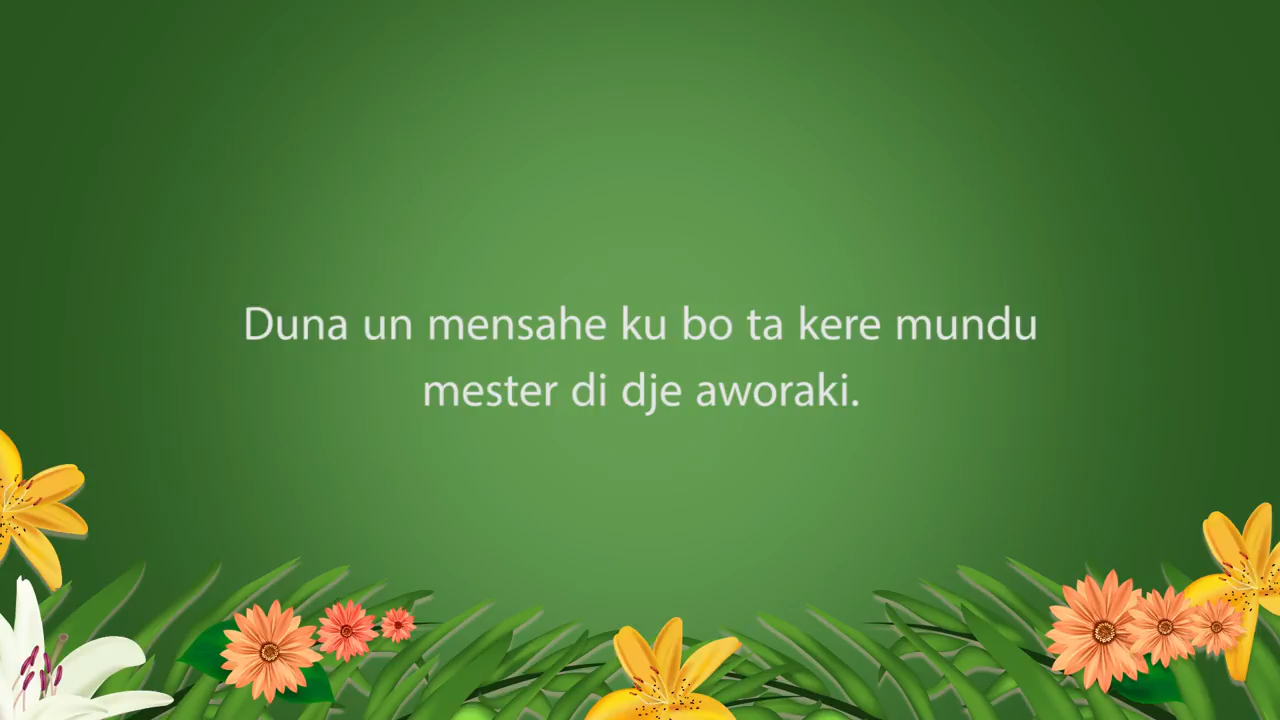 Duna un mensahe ku bo ta kere mundu
mester di dje aworaki.